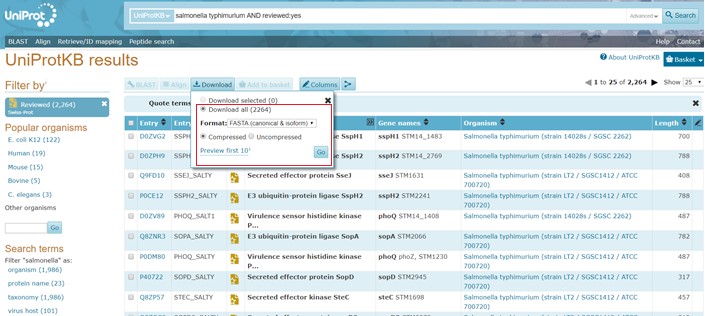 UniProt
UniProtKB
salmonella typhimurium AND reviewed:yes
Advanced
Search
BLAST Align Retrieve/ID mapping Peptide search
Help Contact
UniProtKB results
About UniProtKB
Basket
Filter by
BLAST Align Download Add to basket Columns
1 to 25 of 2,264 Show 25
Reviewed (2,264)
Swiss-Prot
Download selected (0)
Download all (2264)
Format: FASTA (canonical & isoform)
Compressed Uncompressed
Preview first 10
Go
Quote terms
Popular organisms
E. coli K12 (122)
Human (19)
Mouse (15)
Bovine (5)
C. elegans (3)
Other organisms
Go
Search terms
Filter "salmonella" as:
organism (1,986)
protein name (23)
taxonomy (1,986)
virus host (101)
Entry Gene names Organism Length
D0ZVG2 SspH1 sspH1 STM14_1483 Salmonella typhimurium (strain 14028s / SGSC 2262) 700
D0ZPH9 SspH2 sspH2 STM14_2769 Salmonella typhimurium (strain 14028s / SGSC 2262) 788
Q9FD10 SSEJ_SALTY Secreted effector protein SseJ sseJ STM1631 Salmonella typhimurium (strain LT2 / SGSC1412 / ATCC 700720) 408
P0CE12 SSPH2_SALTY E3 ubiquitin-protein ligase SspH2 sspH2 STM2241 Salmonella typhimurium (strain LT2 / SGSC1412 / ATCC 700720) 788
D0ZV89 PHOQ_SALT1 Virulence sensor histidine kinase P... phoQ STM14_1408 Salmonella typhimurium (strain 14028s / SGSC 2262) 487
Q8ZNR3 SOPA_SALTY E3 ubiquitin-protein ligase SopA sopA STM2066 Salmonella typhimurium (strain LT2 / SGSC1412 / ATCC 700720) 782
P0DM80 PHOQ_SALTY Virulence sensor histidine kinase P... phoQ phoZ, STM1230 Salmonella typhimurium (strain LT2 / SGSC1412 / ATCC 700720) 487
P40722 SOPD_SALTY Secreted effector protein SopD sopD STM2945 Salmonella typhimurium (strain LT2 / SGSC1412 / ATCC 700720) 317
Q8ZP57 STEC_SALTY Secreted effector kinase SteC steC STM1698 Salmonella typhimurium (strain LT2 / SGSC1412 / ATCC 457